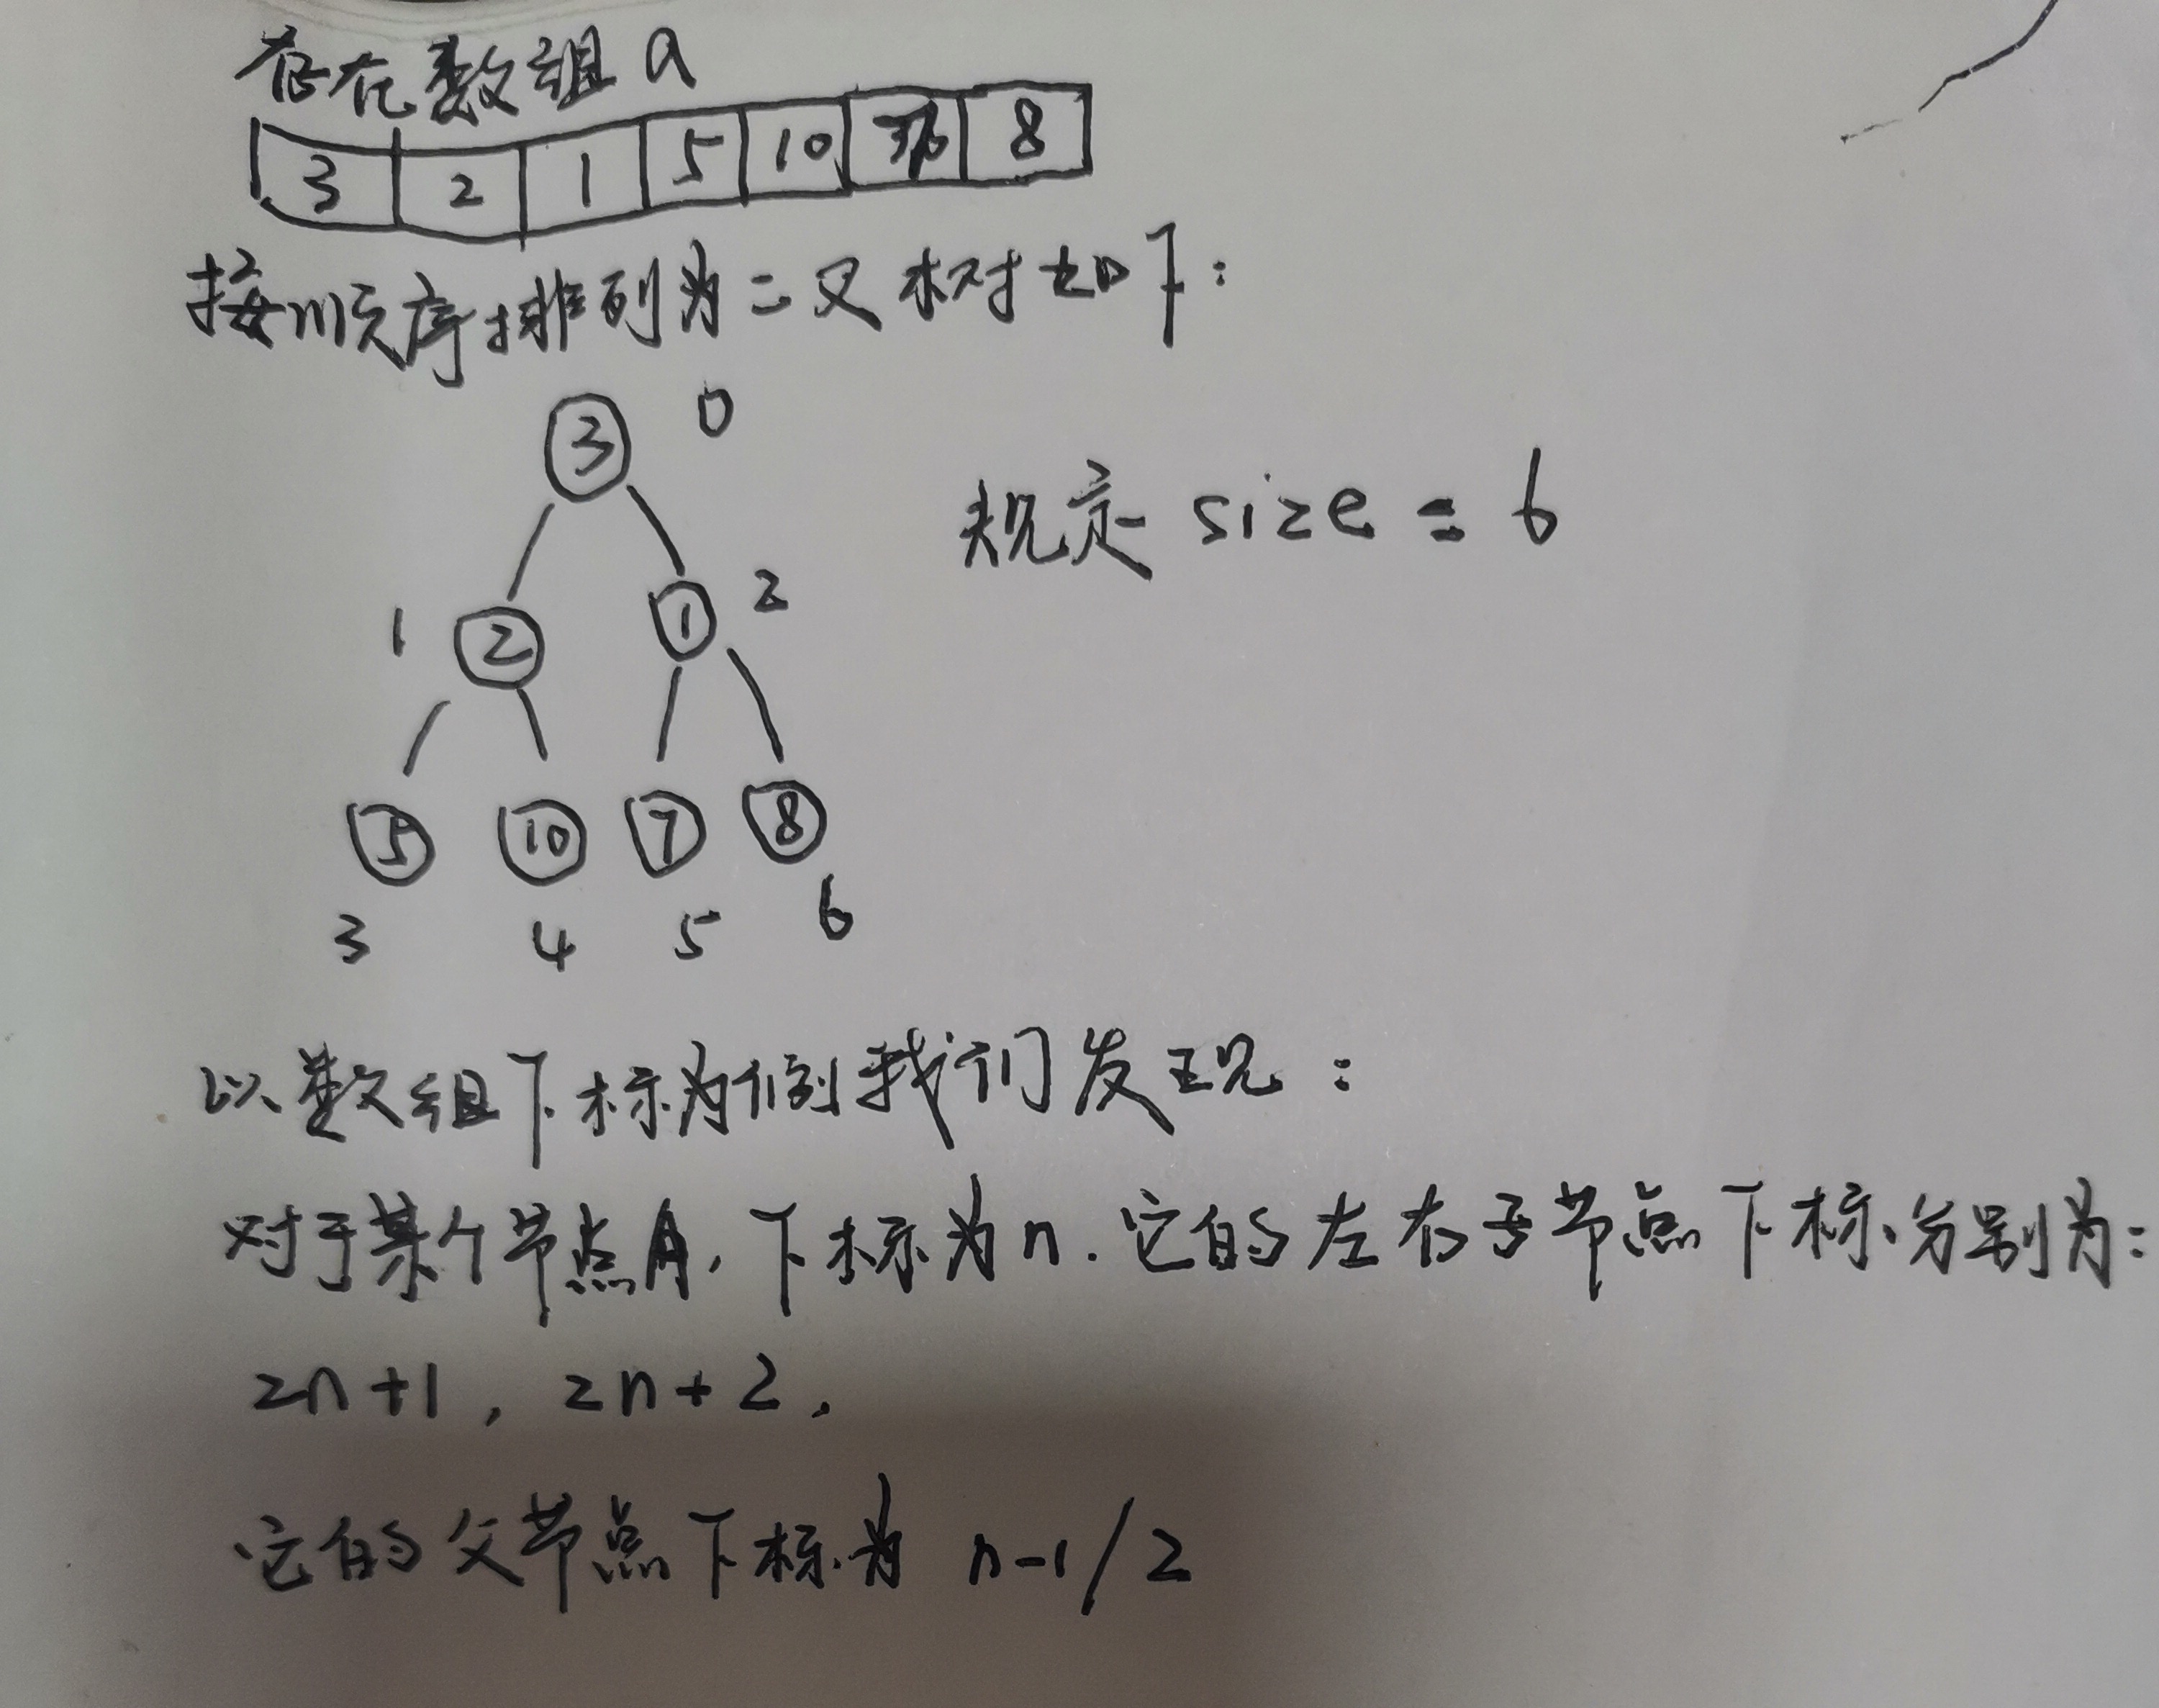 存在数组a
3 2 1 5 10 8
按顺序排列为二叉树如下:
3 0
规定 size = 6
1 2 1 2
5 10 7 8
3 4 5 6
以数组下标为例我们发现:
对于某个节点A,下标为n.它的左右子节点下标分别为:
2n+1, 2n+2,
它的父节点下标为 n-1/2